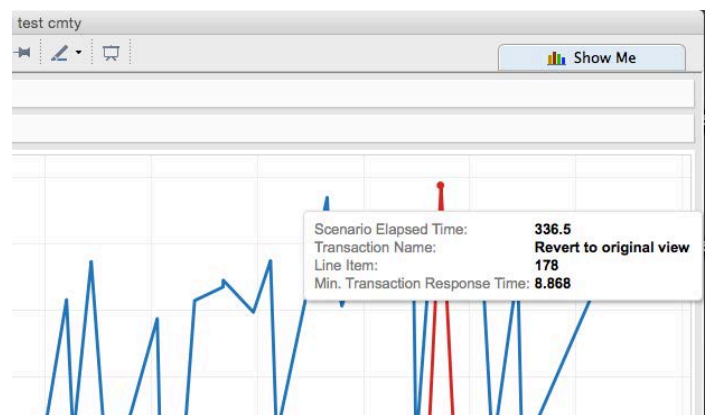 test cmty
Show Me
Scenario Elapsed Time: 336.5
Transaction Name: Revert to original view
Line Item: 178
Min. Transaction Response Time: 8.868